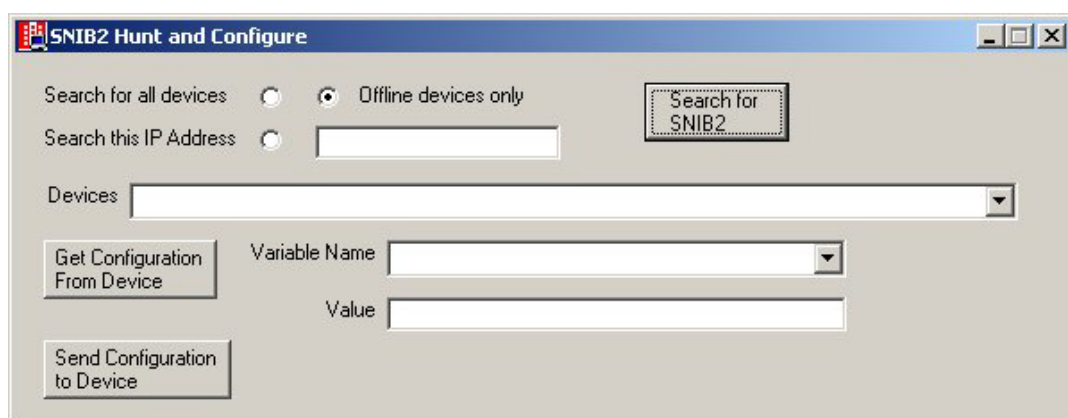 SNIB2 Hunt and Configure
Search for all devices
Offline devices only
Search for
SNIB2
Search this IP Address
Devices
Get Configuration
From Device
Variable Name
Value
Send Configuration
to Device